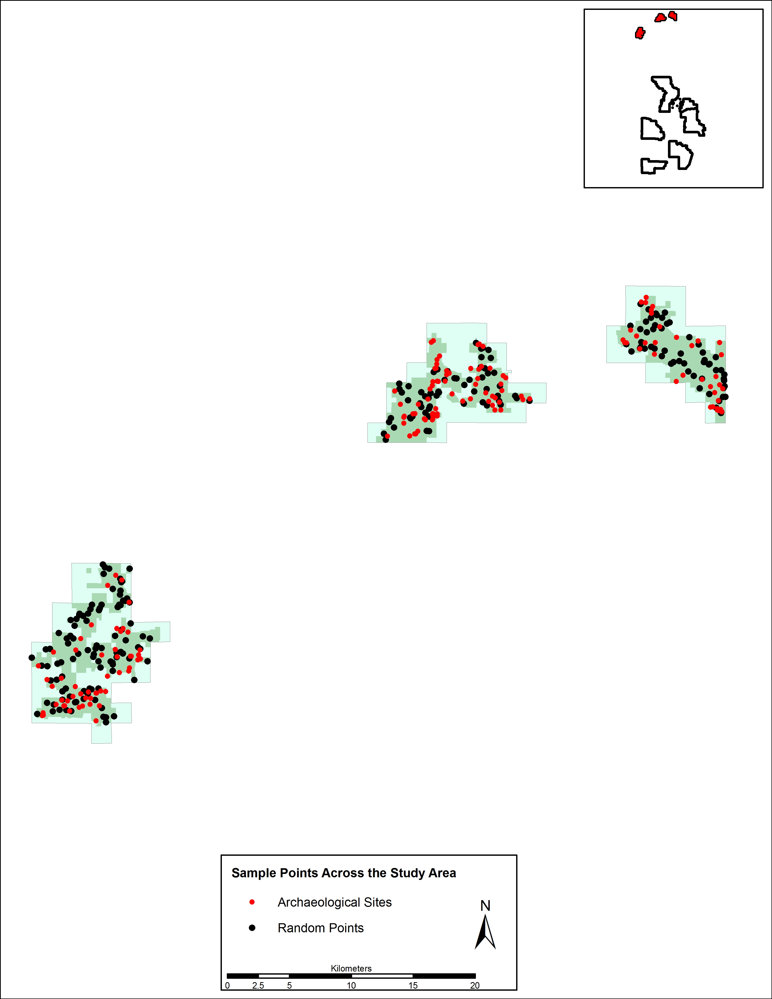 Sample Points Across the Study Area
Archaeological Sites
Random Points
N
Kilometers
0 2.5 5 10 15 20